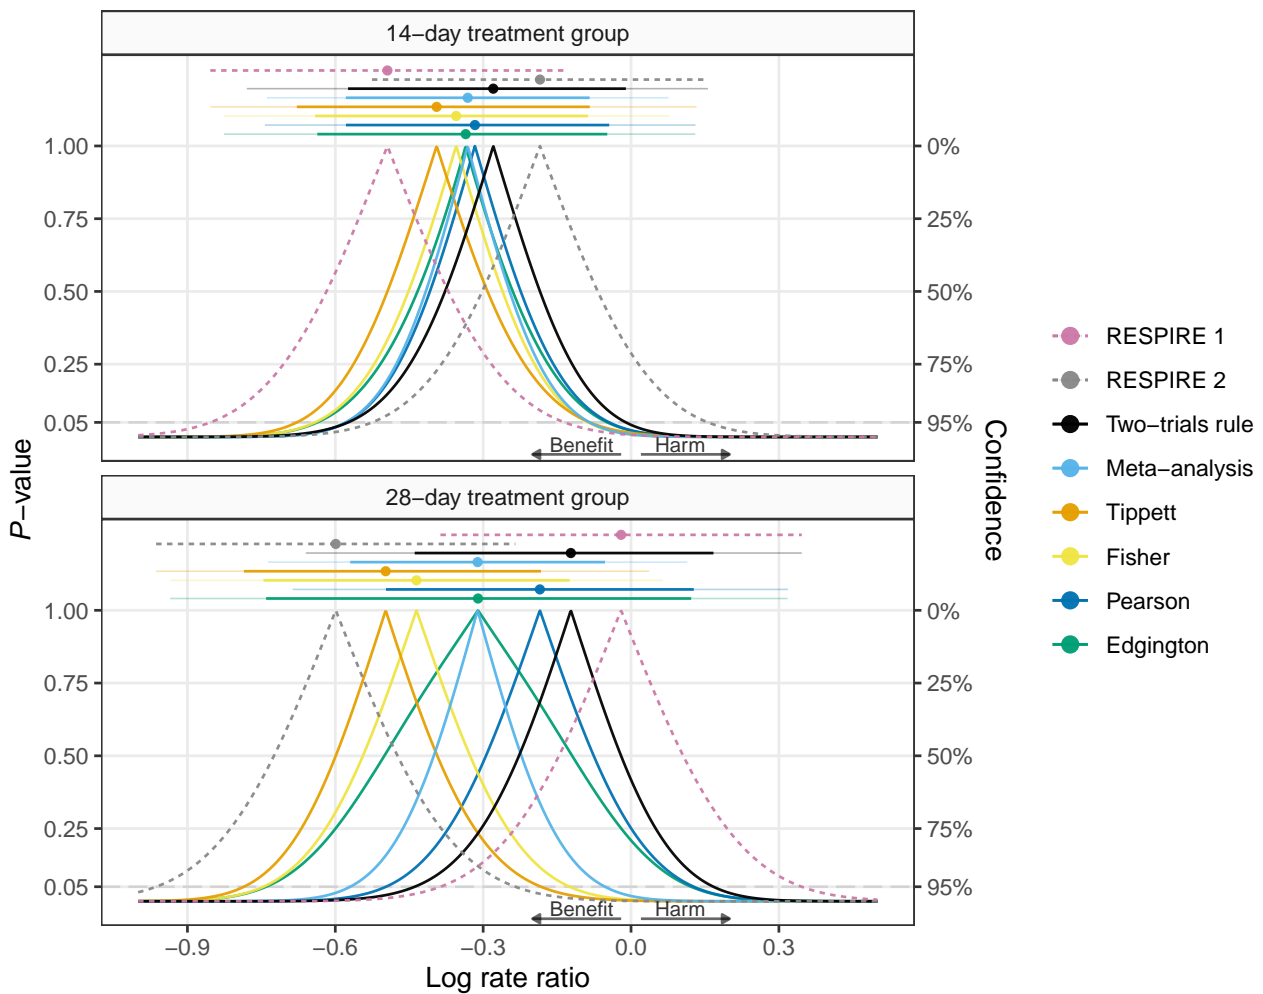 14−day treatment group
1.00
0.75
0.50
0.25
0.05
0%
25%
50%
75%
95%
Benefit
Harm
28−day treatment group
1.00
0.75
0.50
0.25
0.05
0%
25%
50%
75%
95%
Benefit
Harm
−0.9
−0.6
−0.3
0.0
0.3
Log rate ratio
P−value
Confidence
RESPIRE 1
RESPIRE 2
Two−trials rule
Meta−analysis
Tippett
Fisher
Pearson
Edgington